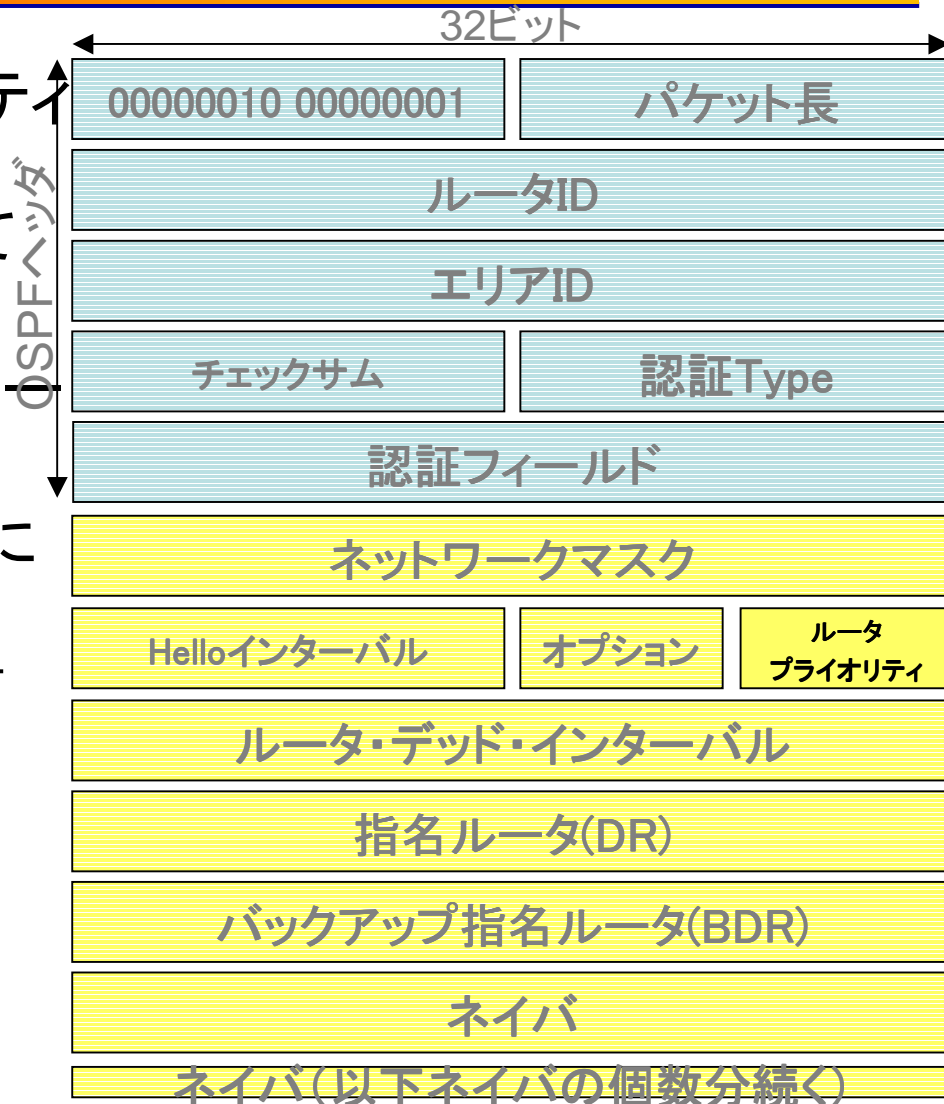 32ビット
ティ
て
に
OSPFヘッダ
00000010 00000001 パケット長
ルータID
エリアID
チェックサム 認証Type
認証フィールド
ネットワークマスク
Helloインターバル オプション ルータ
プライオリティ
ルータ・デッド・インターバル
指名ルータ(DR)
バックアップ指名ルータ(BDR)
ネイバ
ネイバ(以下ネイバの個数分続く)